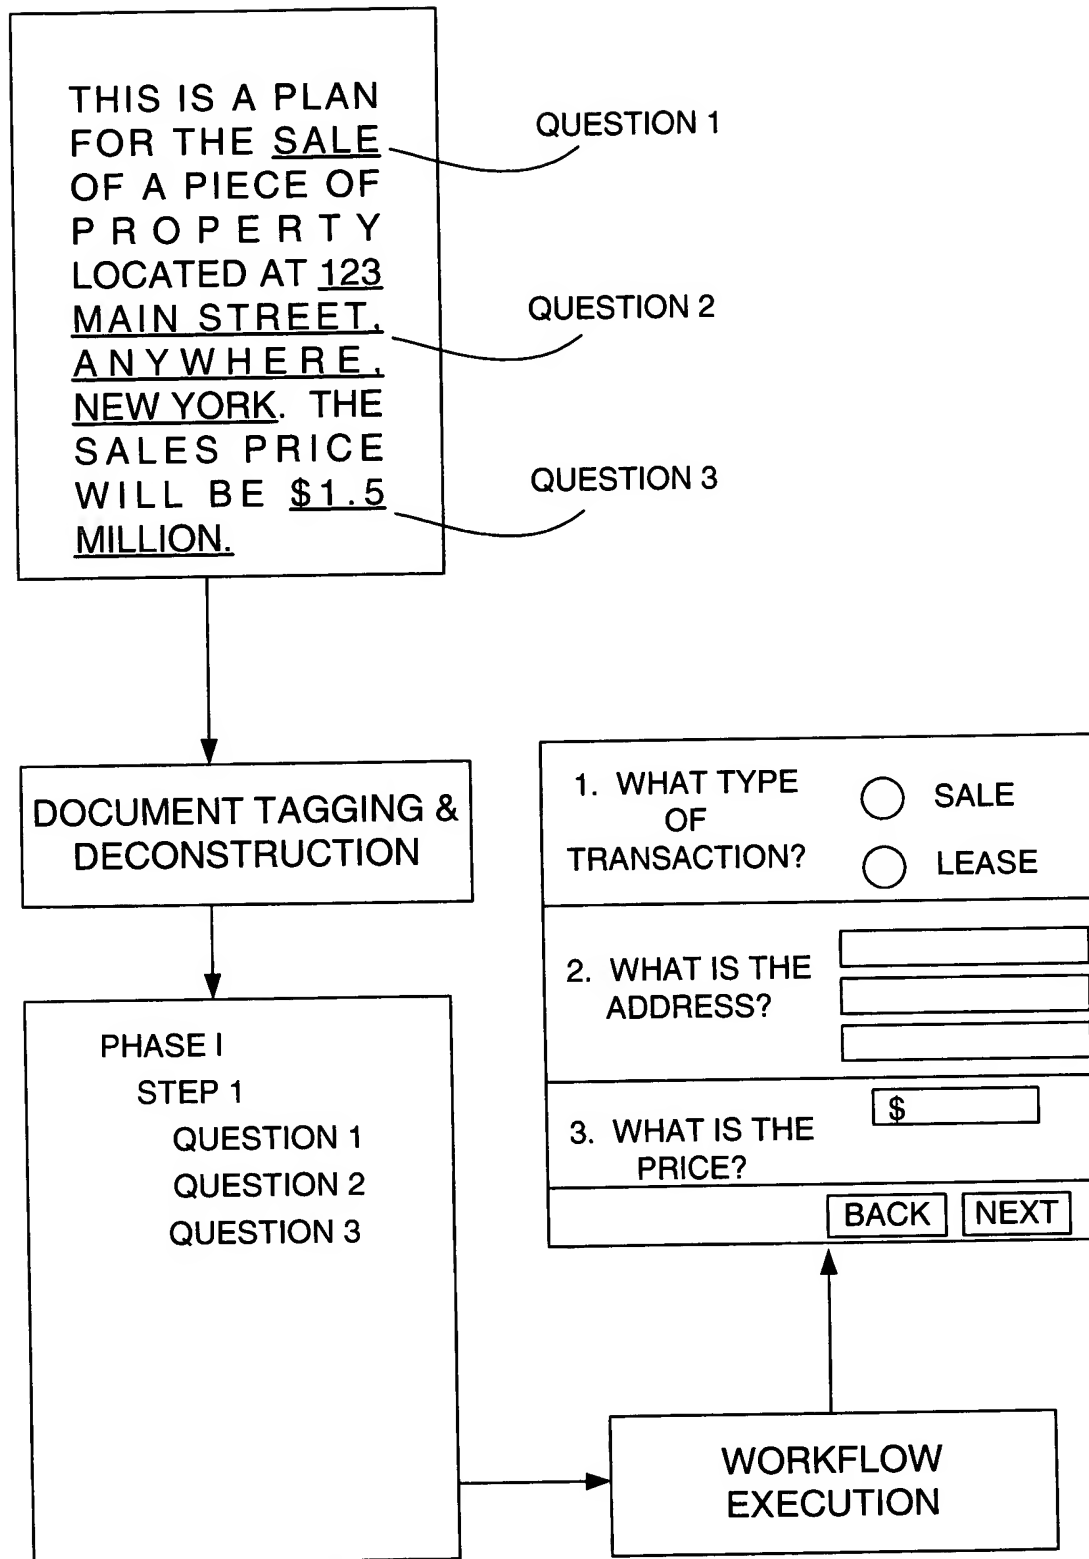 THIS IS A PLAN
FOR THE SALE
OF A PIECE OF
PROPERTY
LOCATED AT 123
MAIN STREET,
ANYWHERE,
NEW YORK. THE
SALES PRICE
WILL BE $1.5
MILLION.
QUESTION 1
QUESTION 2
QUESTION 3
DOCUMENT TAGGING &
DECONSTRUCTION
PHASE I
STEP 1
QUESTION 1
QUESTION 2
QUESTION 3
WORKFLOW
EXECUTION
1. WHAT TYPE
OF
TRANSACTION?
SALE
LEASE
2. WHAT IS THE
ADDRESS?
3. WHAT IS THE
PRICE?
$
BACK
NEXT